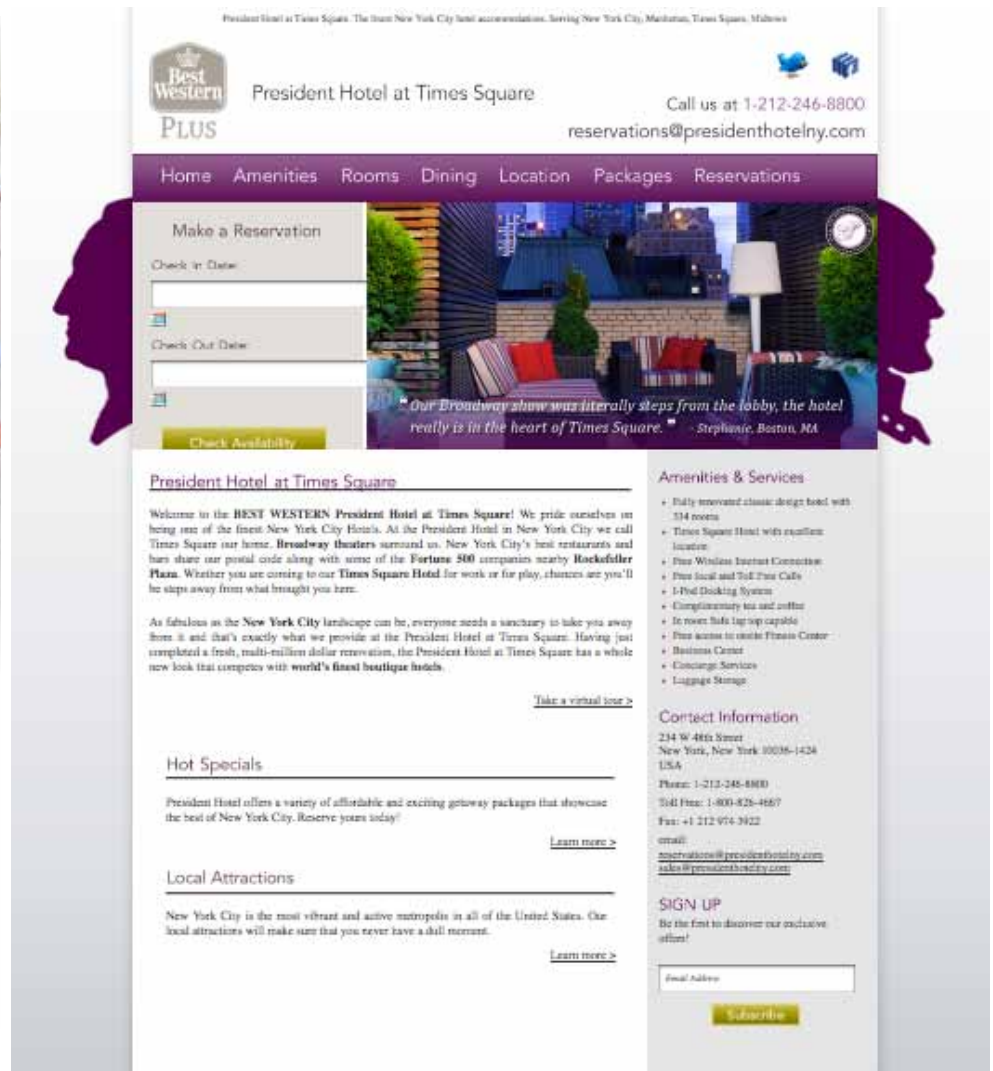 President Hotel at Times Square. The finest New York City hotel accommodations. Serving New York City, Manhattan, Times Square, Midtown
Best
Western
PLUS
President Hotel at Times Square
Call us at 1-212-246-8800
reservations@presidenthotelny.com
Home Amenities Rooms Dining Location Packages Reservations
Make a Reservation
Check In Date:
Check Out Date:
Check Availability
❝Our Broadway show was literally steps from the lobby, the hotel
really is in the heart of Times Square.❞ - Stephanie, Boston, MA
President Hotel at Times Square
Welcome to the BEST WESTERN President Hotel at Times Square! We pride ourselves on
being one of the finest New York City Hotels. At the President Hotel in New York City we call
Times Square our home. Broadway theaters surround us. New York City's best restaurants and
bars share our postal code along with some of the Fortune 500 companies nearby Rockefeller
Plaza. Whether you are coming to our Times Square Hotel for work or for play, chances are you'll
be steps away from what brought you here.
As fabulous as the New York City landscape can be, everyone needs a sanctuary to take you away
from it and that's exactly what we provide at the President Hotel at Times Square. Having just
completed a fresh, multi-million dollar renovation, the President Hotel at Times Square has a whole
new look that competes with world's finest boutique hotels.
Take a virtual tour >
Hot Specials
President Hotel offers a variety of affordable and exciting getaway packages that showcase
the best of New York City. Reserve yours today!
Learn more >
Local Attractions
New York City is the most vibrant and active metropolis in all of the United States. Our
local attractions will make sure that you never have a dull moment.
Learn more >
Amenities & Services
Fully renovated classic design hotel with
334 rooms
Times Square Hotel with excellent
location
Free Wireless Internet Connection
Free local and Toll Free Calls
I-Pod Docking System
Complimentary tea and coffee
In room Safe lap top capable
Free access to onsite Fitness Center
Business Center
Concierge Services
Luggage Storage
Contact Information
234 W 48th Street
New York, New York 10036-1424
USA
Phone: 1-212-246-8800
Toll Free: 1-800-826-4667
Fax: +1 212 974 3922
email:
reservations@presidenthotelny.com
sales@presidenthotelny.com
SIGN UP
Be the first to discover our exclusive
offers!
Email Address
Subscribe